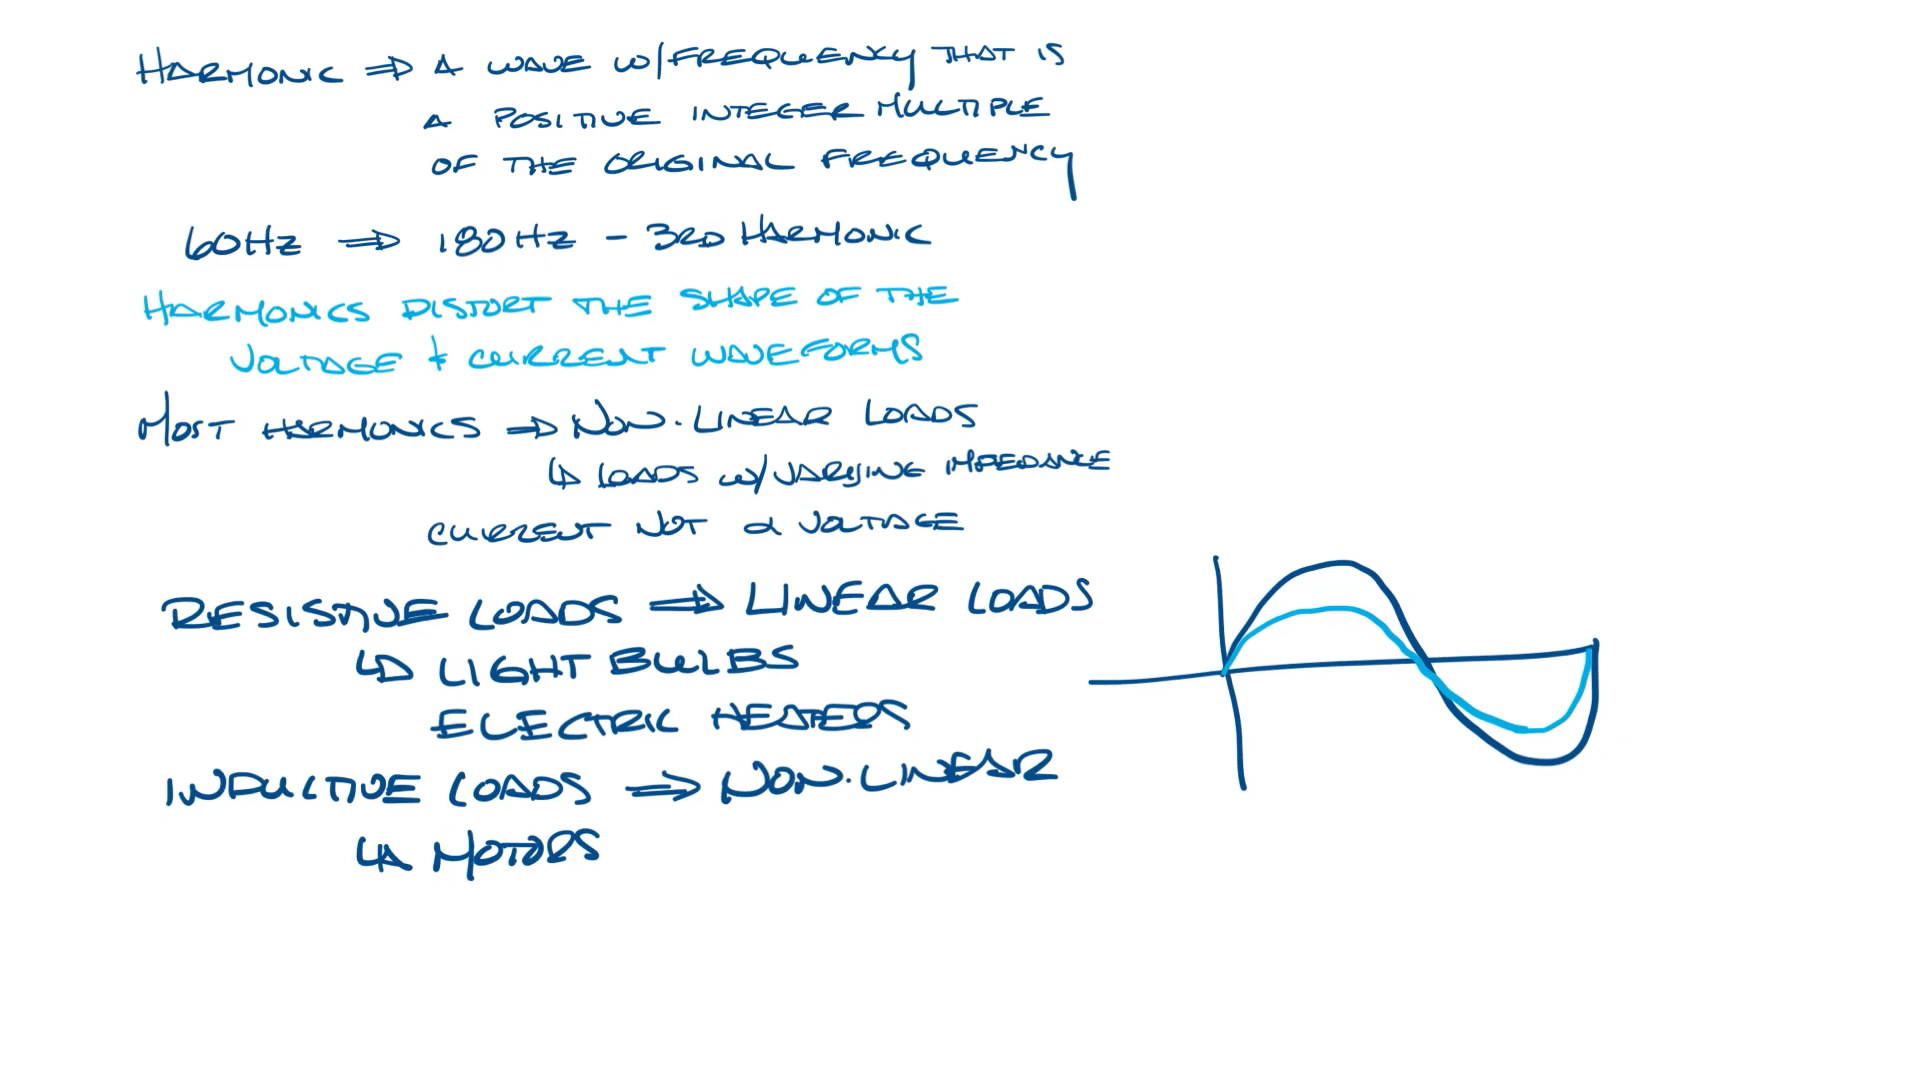 HARMONIC ⇒ A WAVE W/FREQUENCY THAT IS
A POSITIVE INTEGER MULTIPLE
OF THE ORIGINAL FREQUENCY
60HZ ⇒ 180HZ - 3RD HARMONIC
HARMONICS DISTORT THE SHAPE OF THE
VOLTAGE & CURRENT WAVEFORMS
MOST HARMONICS ⇒ NON-LINEAR LOADS
↳ LOADS W/VARYING IMPEDANCE
CURRENT NOT α VOLTAGE
RESISTIVE LOADS ⇒ LINEAR LOADS
↳ LIGHT BULBS
ELECTRIC HEATERS
INDUCTIVE LOADS ⇒ NON-LINEAR
↳ MOTORS